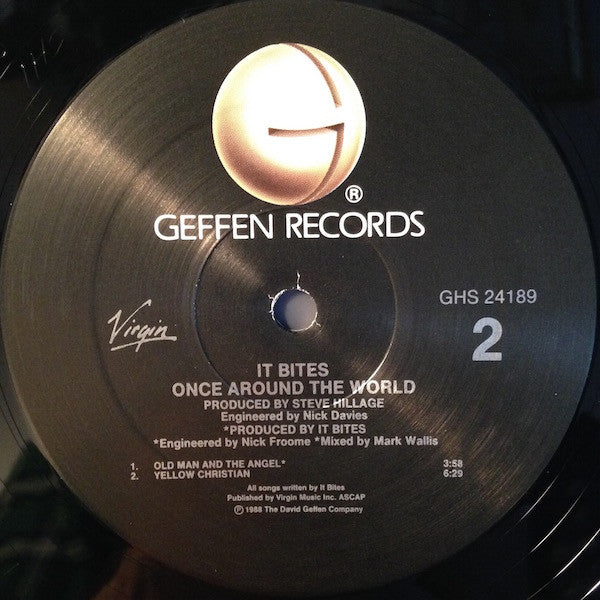 ®
GEFFEN RECORDS
GHS 24189
Virgin
2
IT BITES
ONCE AROUND THE WORLD
PRODUCED BY STEVE HILLAGE
Engineered by Nick Davies
*PRODUCED BY IT BITES
*Engineered by Nick Froome *Mixed by Mark Wallis
1. OLD MAN AND THE ANGEL* 3:58
2. YELLOW CHRISTIAN 6:29
All songs written by It Bites
Published by Virgin Music Inc. ASCAP
℗ 1988 The David Geffen Company